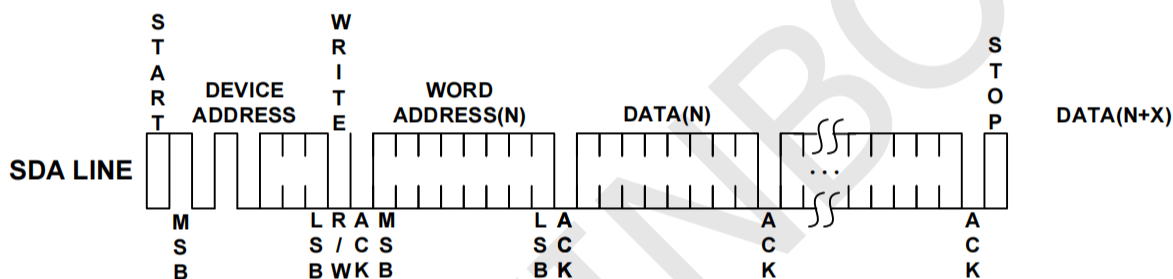 START
WRITE
STOP
DEVICE
ADDRESS
WORD
ADDRESS(N)
DATA(N)
DATA(N+X)
SDA LINE
...
MSB
LSB
R/W
ACK
MSB
LSB
ACK
ACK
ACK